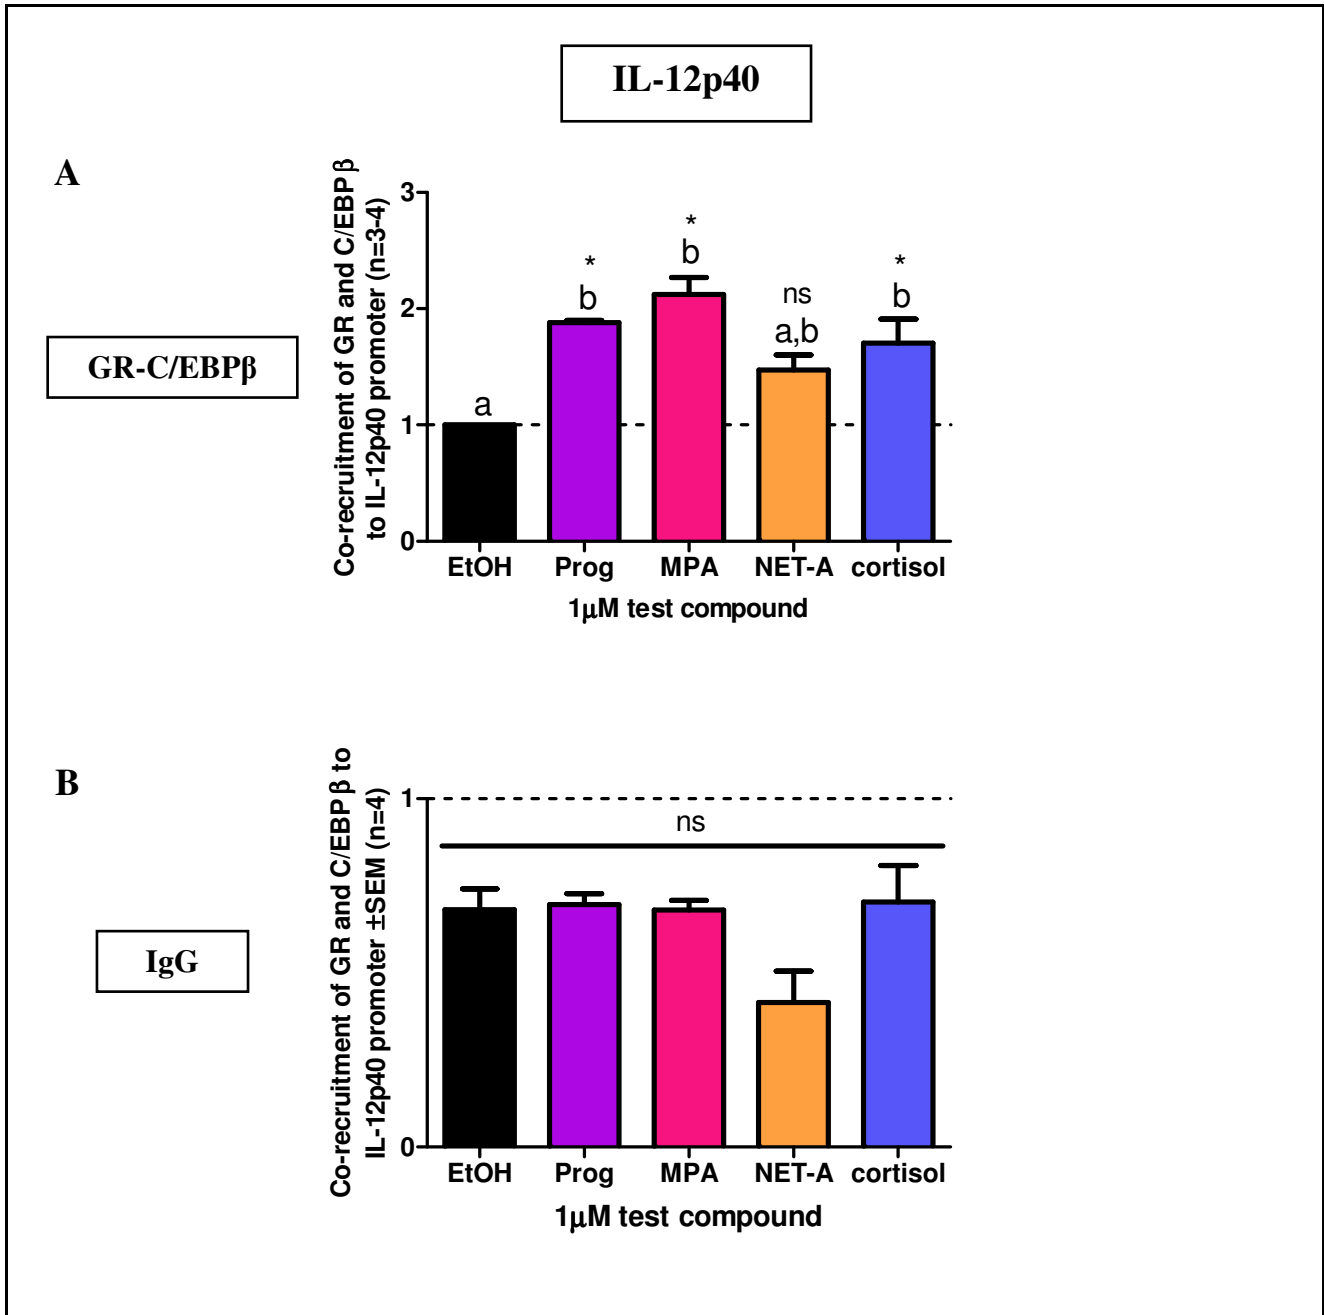 IL-12p40
A
GR-C/EBPβ
Co-recruitment of GR and C/EBPβ
to IL-12p40 promoter (n=3-4)
3
2
1
0
a
*
b
*
b
ns
a,b
*
b
EtOH Prog MPA NET-A cortisol
1μM test compound
B
IgG
Co-recruitment of GR and C/EBPβ to
IL-12p40 promoter ±SEM (n=4)
1
0
ns
EtOH Prog MPA NET-A cortisol
1μM test compound